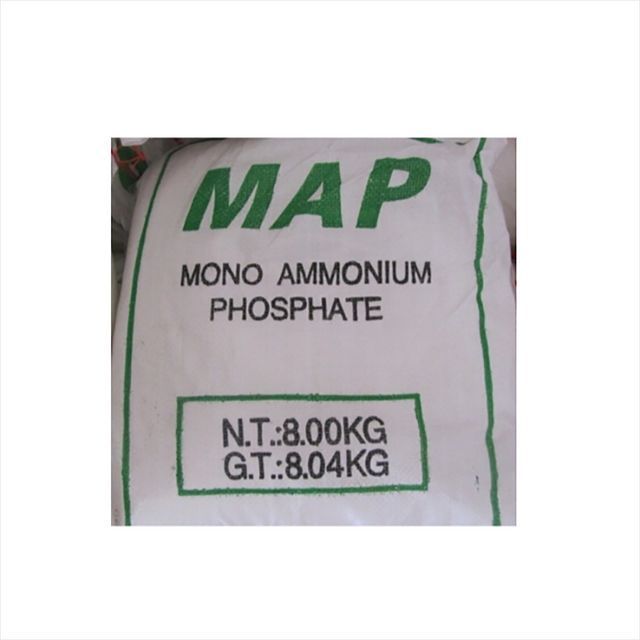 MAP
MONO AMMONIUM
PHOSPHATE
N.T.:8.00KG
G.T.:8.04KG